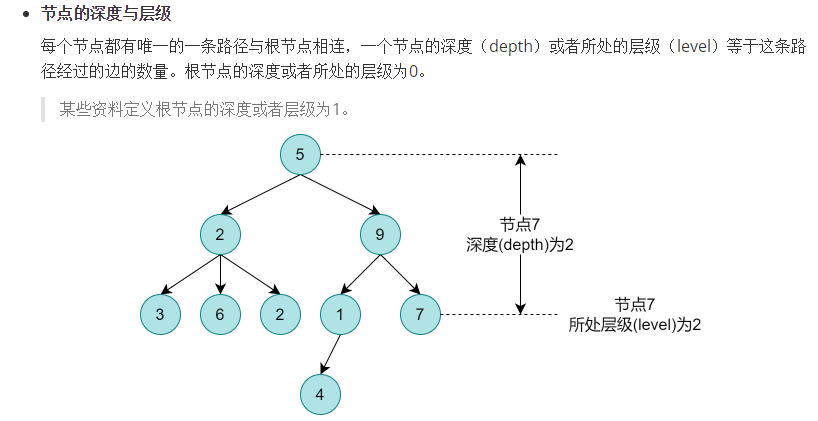 节点的深度与层级
每个节点都有唯一的一条路径与根节点相连，一个节点的深度（depth）或者所处的层级（level）等于这条路
径经过的边的数量。根节点的深度或者所处的层级为0。
某些资料定义根节点的深度或者层级为1。
5
2
9
节点7
深度(depth)为2
3
6
2
1
7
节点7
所处层级(level)为2
4